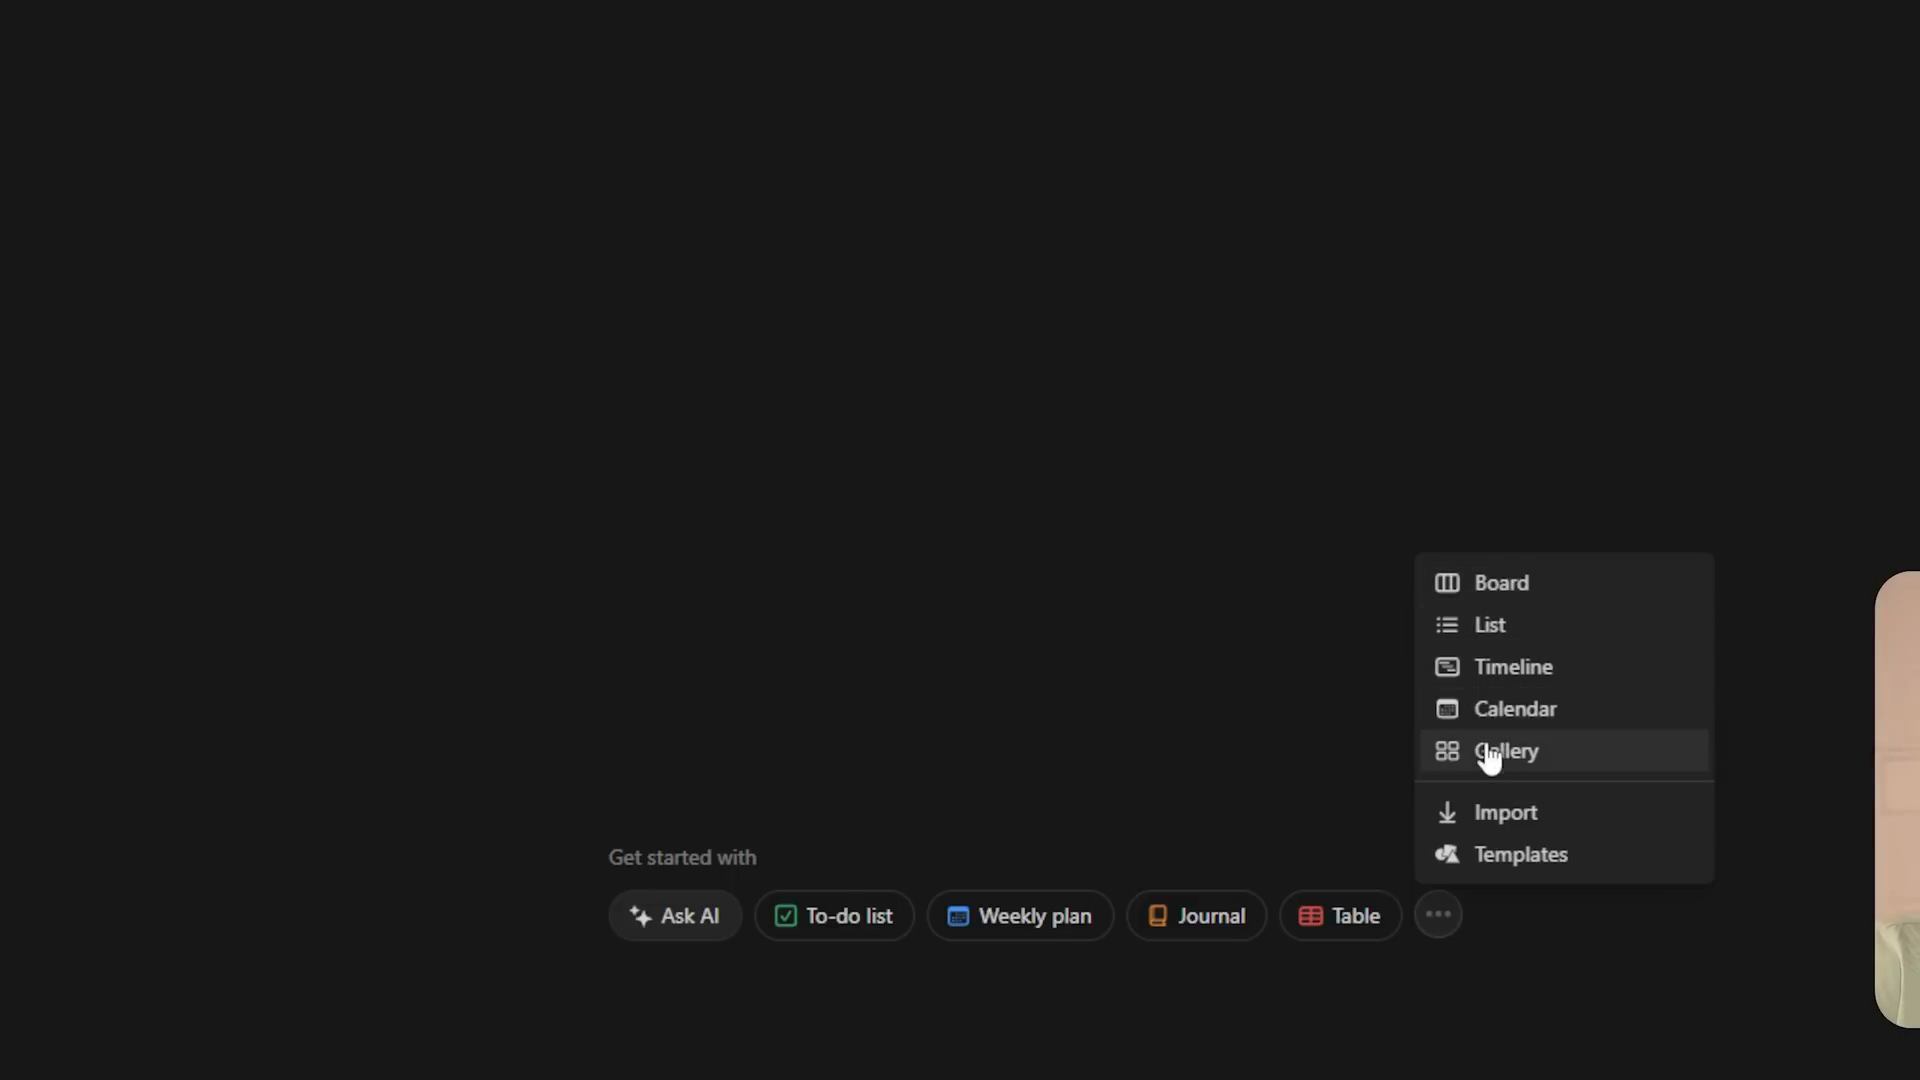 Board
List
Timeline
Calendar
Gallery
Import
Templates
Get started with
Ask AI
To-do list
Weekly plan
Journal
Table